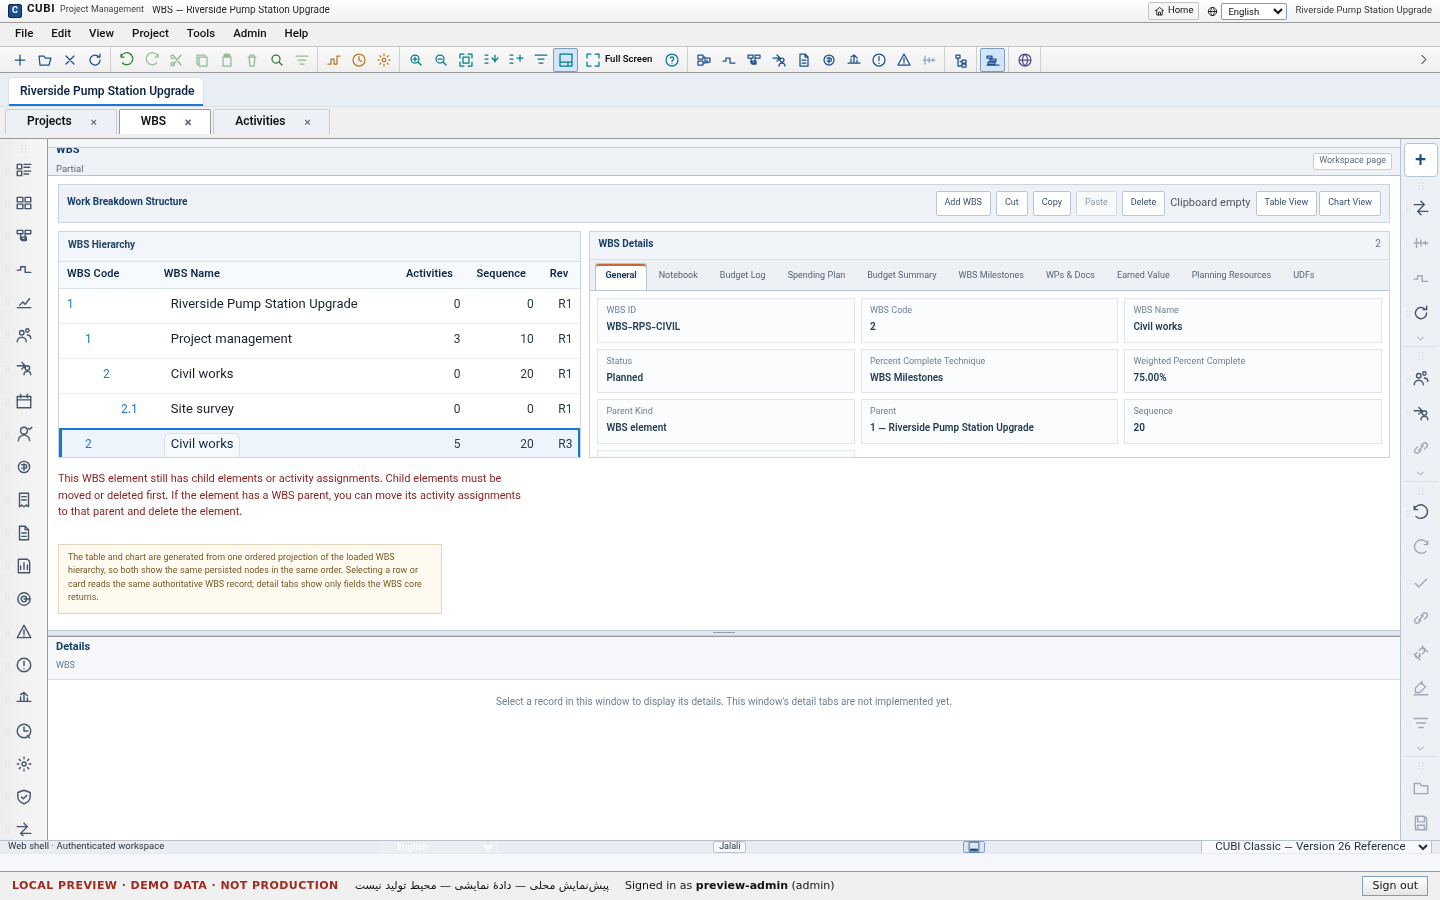 C CUBI Project Management WBS — Riverside Pump Station Upgrade Home English Riverside Pump Station Upgrade
File Edit View Project Tools Admin Help
Full Screen
Riverside Pump Station Upgrade
Projects × WBS × Activities ×
WBS
Partial Workspace page
Work Breakdown Structure Add WBS Cut Copy Paste Delete Clipboard empty Table View Chart View
WBS Hierarchy
WBS Code WBS Name Activities Sequence Rev
1 Riverside Pump Station Upgrade 0 0 R1
1 Project management 3 10 R1
2 Civil works 0 20 R1
2.1 Site survey 0 0 R1
2 Civil works 5 20 R3
WBS Details 2
General Notebook Budget Log Spending Plan Budget Summary WBS Milestones WPs & Docs Earned Value Planning Resources UDFs
WBS ID WBS Code WBS Name
WBS-RPS-CIVIL 2 Civil works
Status Percent Complete Technique Weighted Percent Complete
Planned WBS Milestones 75.00%
Parent Kind Parent Sequence
WBS element 1 — Riverside Pump Station Upgrade 20
This WBS element still has child elements or activity assignments. Child elements must be
moved or deleted first. If the element has a WBS parent, you can move its activity assignments
to that parent and delete the element.
The table and chart are generated from one ordered projection of the loaded WBS
hierarchy, so both show the same persisted nodes in the same order. Selecting a row or
card reads the same authoritative WBS record; detail tabs show only fields the WBS core
returns.
Details
WBS
Select a record in this window to display its details. This window's detail tabs are not implemented yet.
Web shell · Authenticated workspace English Jalali CUBI Classic — Version 26 Reference
LOCAL PREVIEW · DEMO DATA · NOT PRODUCTION پیش‌نمایش محلی — دادهٔ نمایشی — محیط تولید نیست Signed in as preview-admin (admin) Sign out